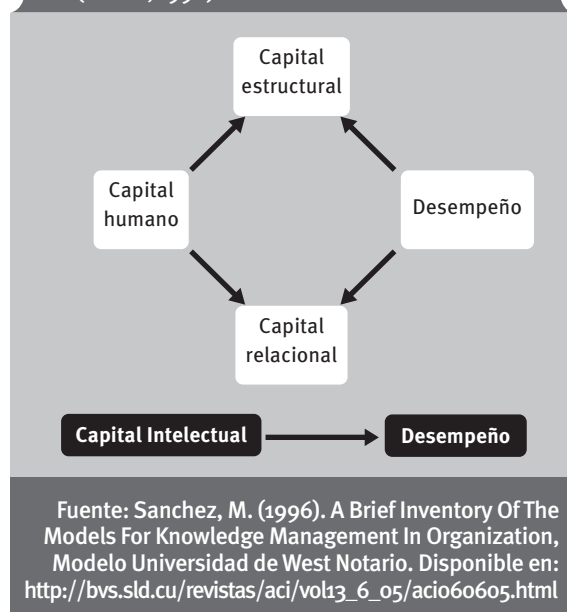 Capital
estructural
Capital
humano
Desempeño
Capital
relacional
Capital Intelectual
Desempeño
Fuente: Sanchez, M. (1996). A Brief Inventory Of The
Models For Knowledge Management In Organization,
Modelo Universidad de West Notario. Disponible en:
http://bvs.sld.cu/revistas/aci/vol13_6_05/aci060605.html